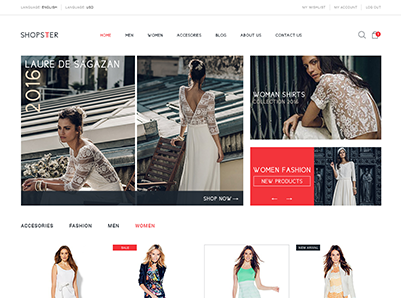 LANGUAGE: ENGLISH | LANGUAGE: USD
MY WISHLIST | MY ACCOUNT | LOG OUT
SHOPSTER
HOME MEN WOMEN ACCESORIES BLOG ABOUT US CONTACT US
LAURE DE SAGAZAN
2016
SHOP NOW
WOMAN SHIRTS
COLLECTION 2016
WOMEN FASHION
NEW PRODUCTS
ACCESORIES FASHION MEN WOMEN
SALE
NEW ARRIVAL